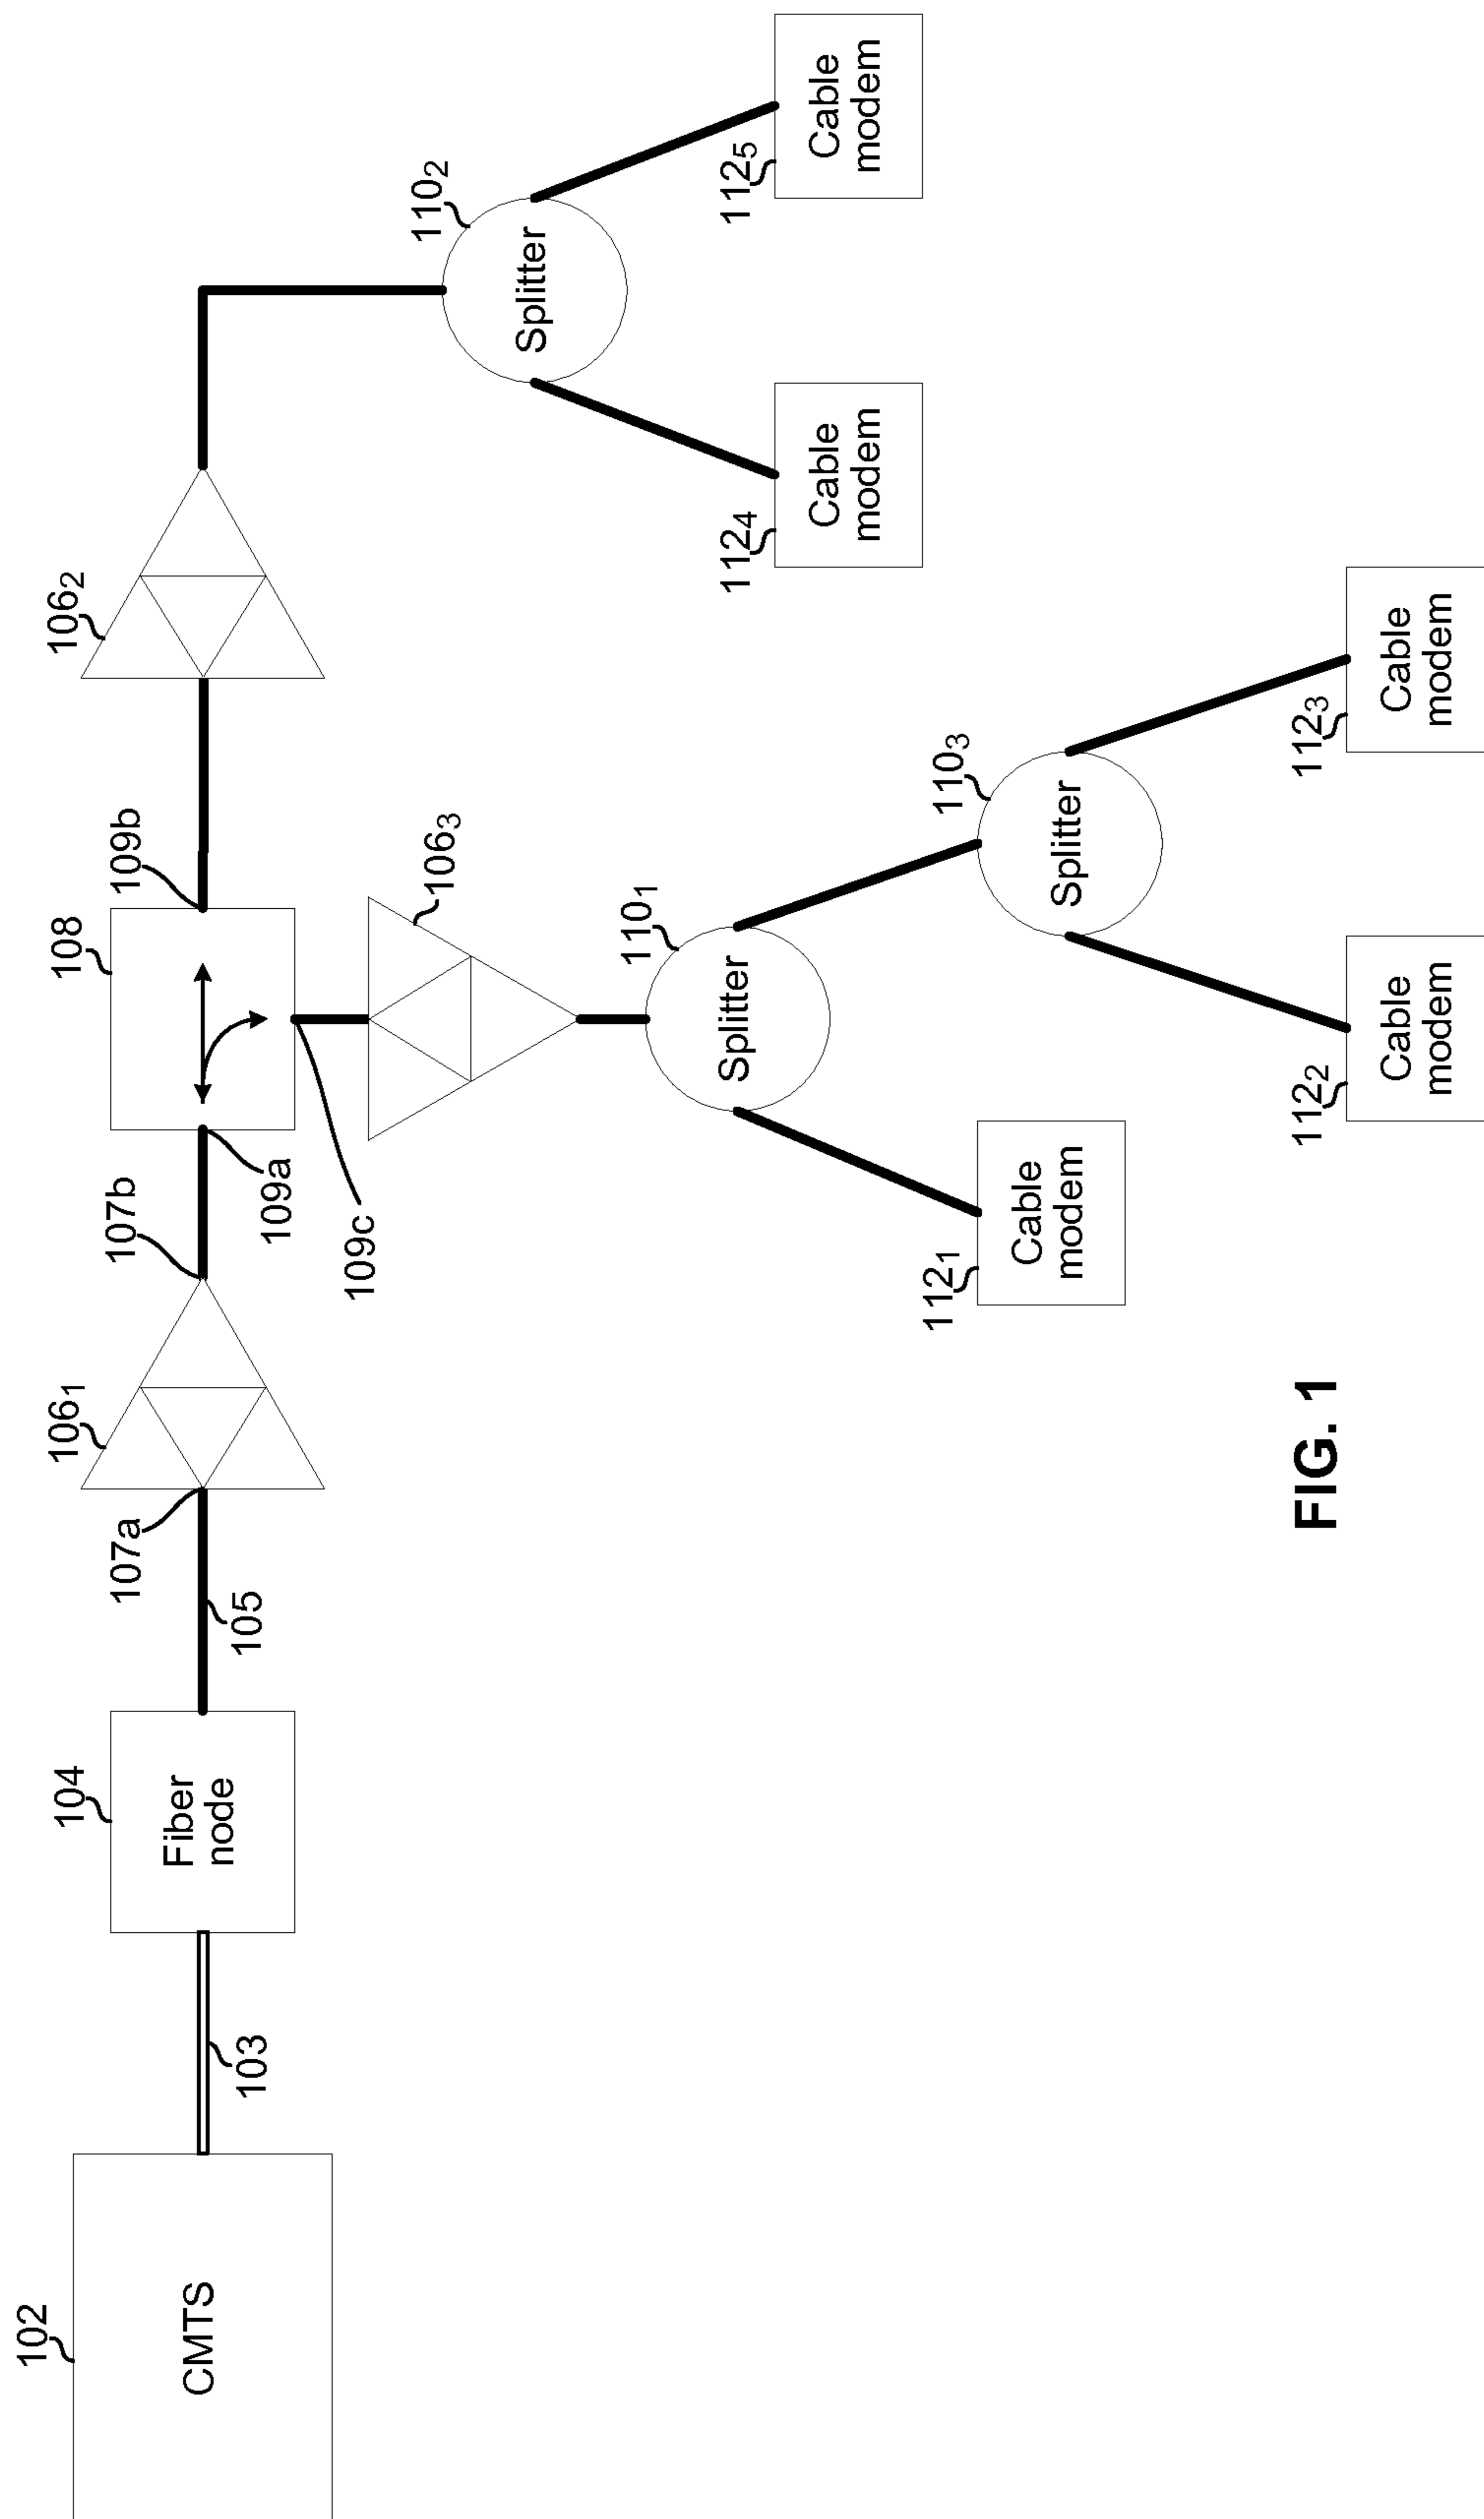 102
CMTS
103
104
Fiber
node
105
107a
106₁
107b
109a
109c
108
109b
106₂
106₃
110₁
Splitter
112₁
Cable
modem
110₃
Splitter
112₂
Cable
modem
112₃
Cable
modem
110₂
Splitter
112₄
Cable
modem
112₅
Cable
modem
FIG. 1